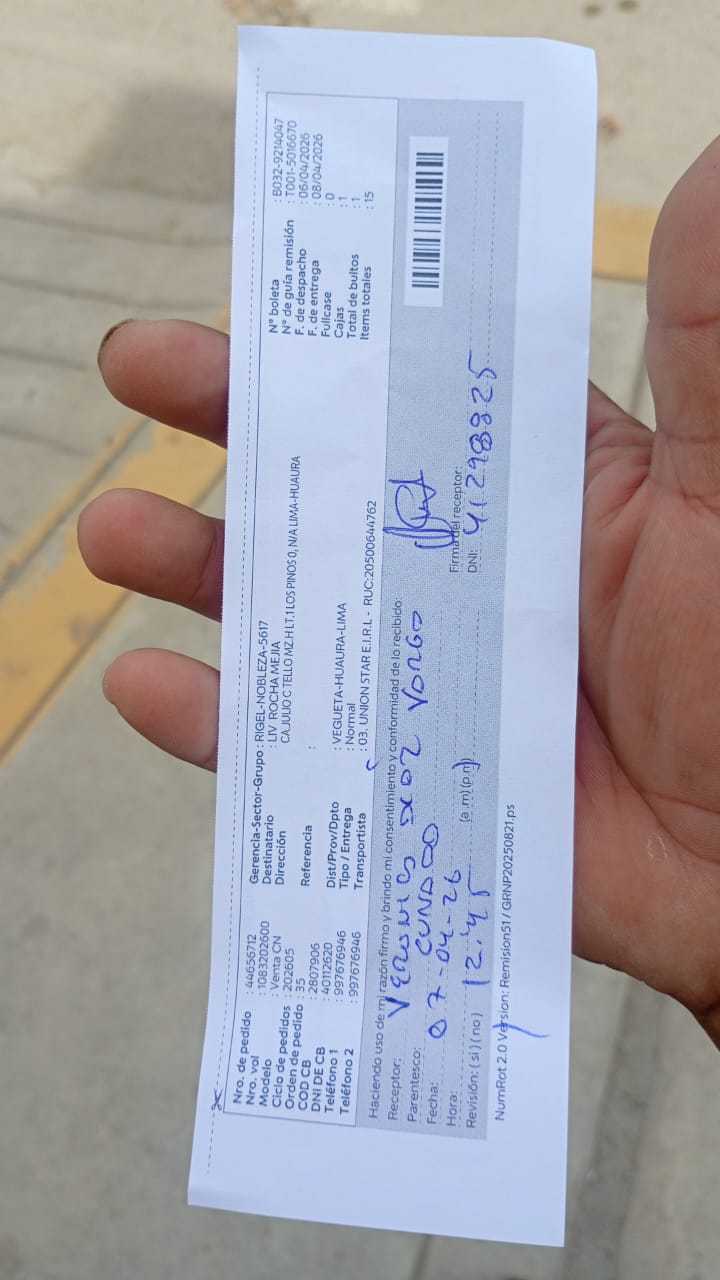 Nro. de pedido : 44656712
Nro. vol : 1083202600
Modelo : Venta CN
Ciclo de pedidos : 202605
Orden de pedido : 35
COD CB : 2807906
DNI DE CB : 40112620
Teléfono 1 : 997676946
Teléfono 2 : 997676946
Gerencia-Sector-Grupo : RIGEL-NOBLEZA-5617
Destinatario : LIV ROCHA MEJIA
Dirección CA.JULIO C TELLO MZ.H LT.1 LOS PINOS 0, N/A LIMA-HUAURA
Referencia :
Dist/Prov/Dpto : VEGUETA-HUAURA-LIMA
Tipo / Entrega : Normal
Transportista : 03. UNION STAR E.I.R.L - RUC:20500644762
N° boleta : B032-9214047
N° de guía remisión : T001-5016670
F. de despacho : 06/04/2026
F. de entrega : 08/04/2026
Fullcase : 0
Cajas : 1
Total de bultos : 1
Items totales : 15
Haciendo uso de mi razón firmo y brindo mi consentimiento y conformidad de lo recibido:
Receptor:
Parentesco: CUNADO
Fecha: 07-04-26
Hora: 12:45 (a.m)(p.m)
Revisión: (si) (no)
Firma del receptor:
DNI: 41298825
NumRot 2.0 Version: Remision51 / GRNP20250821.ps